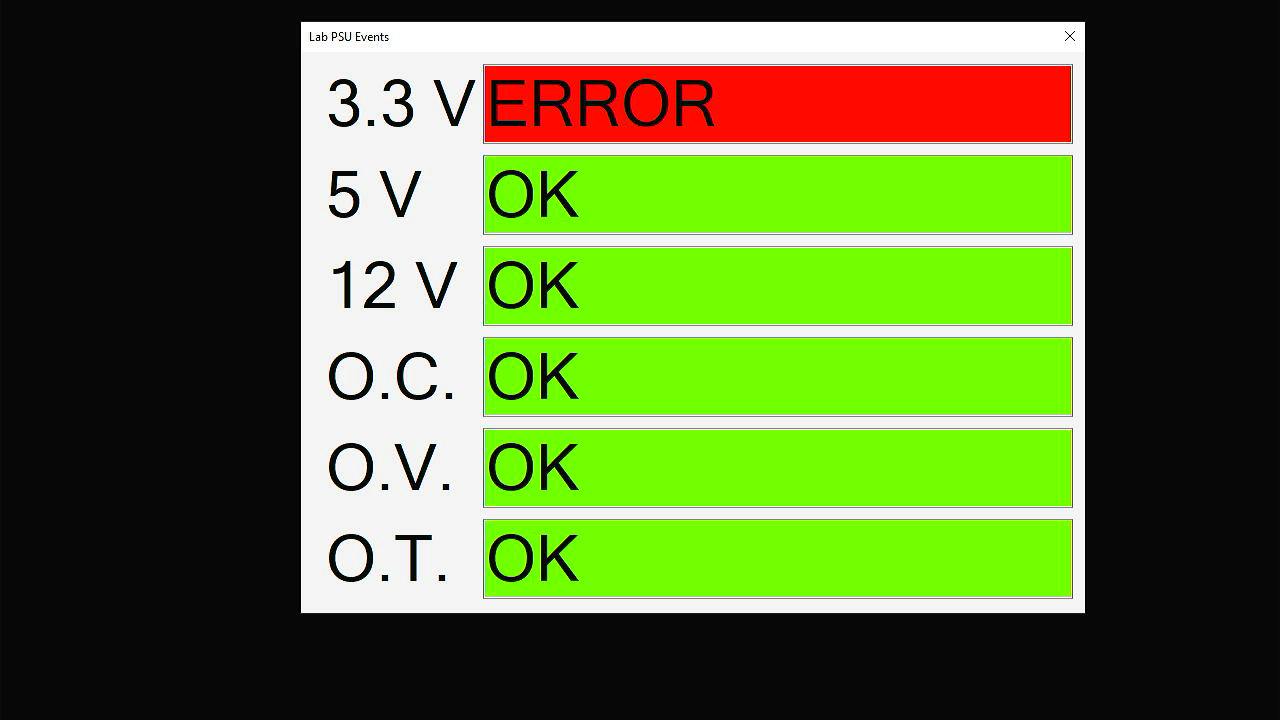 Lab PSU Events
3.3 V ERROR
5 V OK
12 V OK
O.C. OK
O.V. OK
O.T. OK